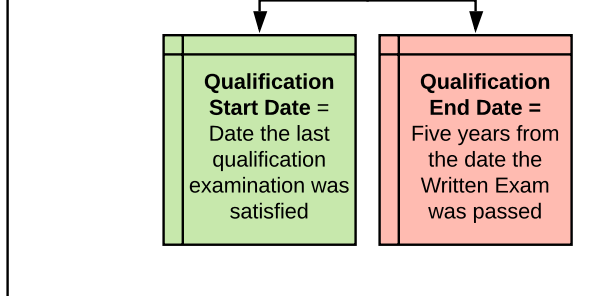 Qualification
Start Date =
Date the last
qualification
examination was
satisfied
Qualification
End Date =
Five years from
the date the
Written Exam
was passed